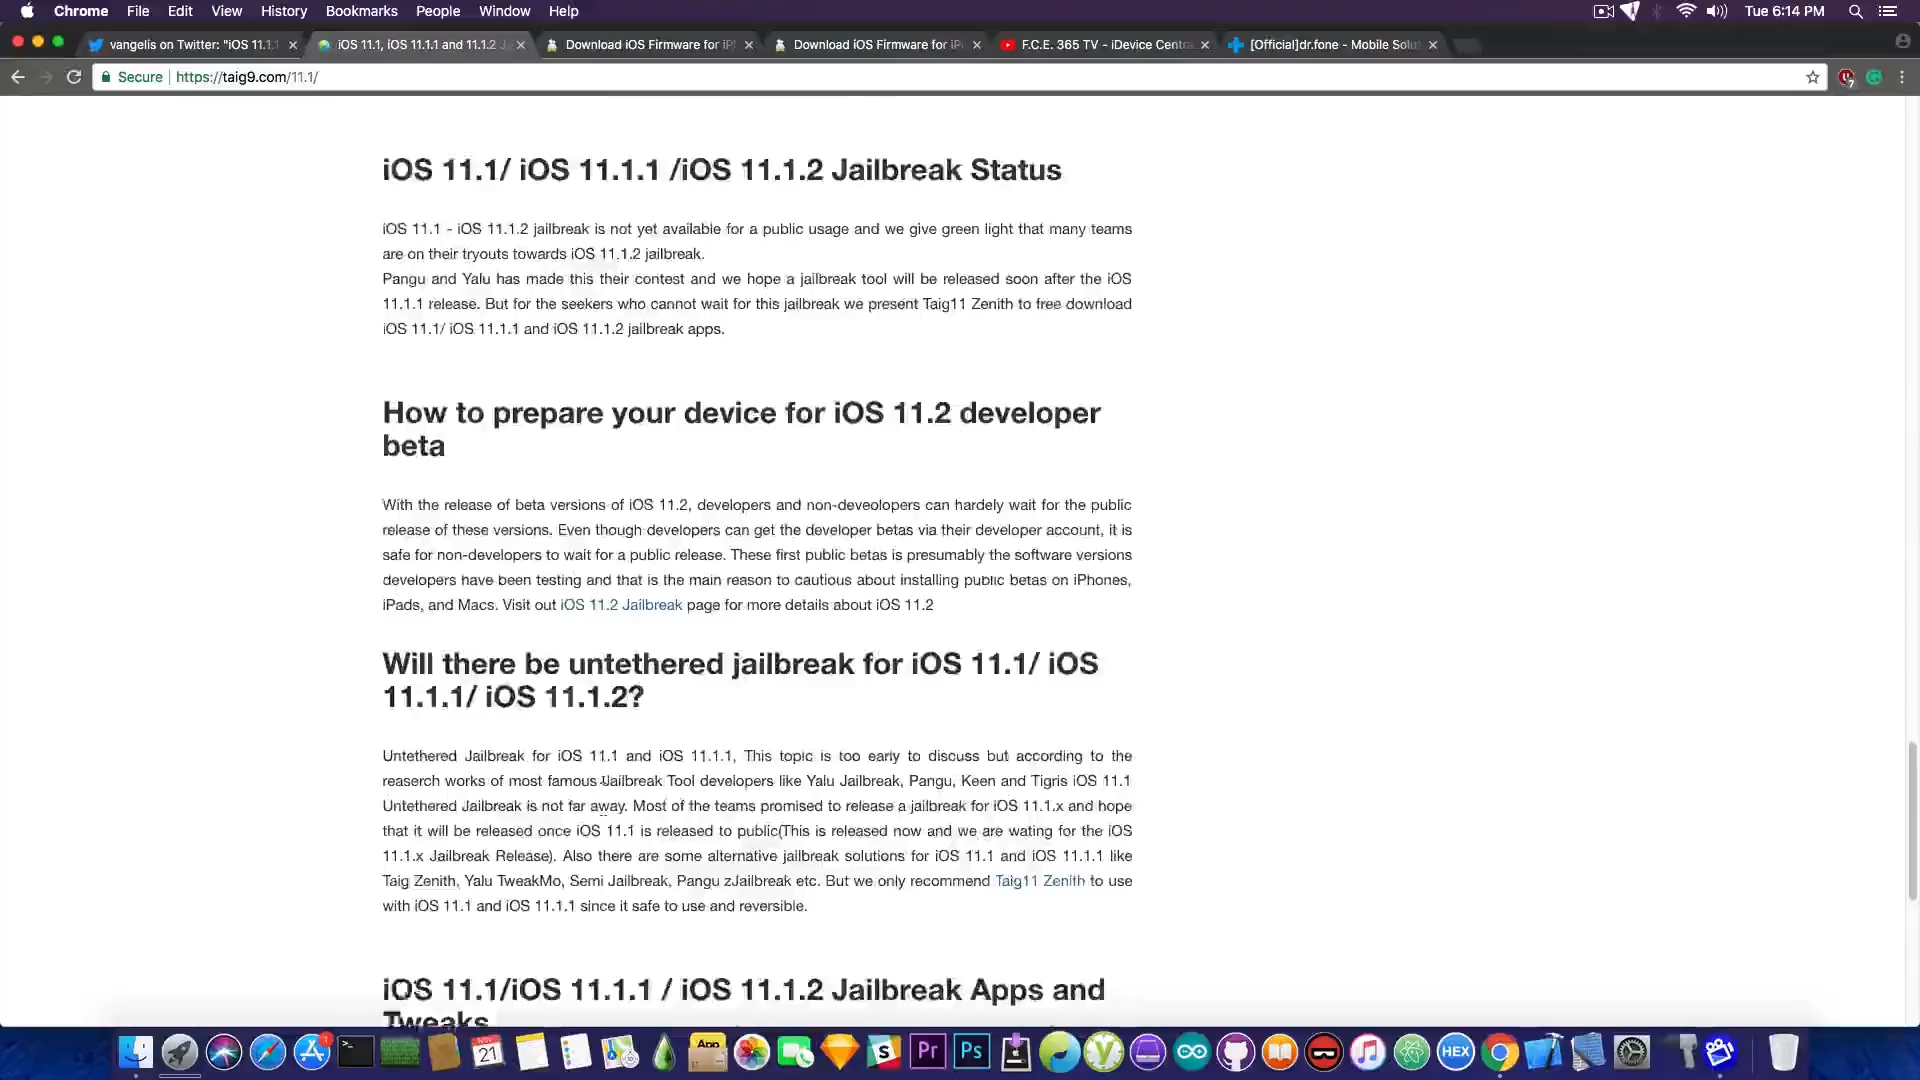 Chrome File Edit View History Bookmarks People Window Help Tue 6:14 PM
vangelis on Twitter: "iOS 11.1.1
iOS 11.1, iOS 11.1.1 and 11.1.2 J
Download iOS Firmware for iP
Download iOS Firmware for iP
F.C.E. 365 TV - iDevice Centra
[Official]dr.fone - Mobile Solut
Secure https://taig9.com/11.1/
7
iOS 11.1/ iOS 11.1.1 /iOS 11.1.2 Jailbreak Status
iOS 11.1 - iOS 11.1.2 jailbreak is not yet available for a public usage and we give green light that many teams
are on their tryouts towards iOS 11.1.2 jailbreak.
Pangu and Yalu has made this their contest and we hope a jailbreak tool will be released soon after the iOS
11.1.1 release. But for the seekers who cannot wait for this jailbreak we present Taig11 Zenith to free download
iOS 11.1/ iOS 11.1.1 and iOS 11.1.2 jailbreak apps.
How to prepare your device for iOS 11.2 developer
beta
With the release of beta versions of iOS 11.2, developers and non-deveolopers can hardely wait for the public
release of these versions. Even though developers can get the developer betas via their developer account, it is
safe for non-developers to wait for a public release. These first public betas is presumably the software versions
developers have been testing and that is the main reason to cautious about installing public betas on iPhones,
iPads, and Macs. Visit out iOS 11.2 Jailbreak page for more details about iOS 11.2
Will there be untethered jailbreak for iOS 11.1/ iOS
11.1.1/ iOS 11.1.2?
Untethered Jailbreak for iOS 11.1 and iOS 11.1.1, This topic is too early to discuss but according to the
reaserch works of most famous Jailbreak Tool developers like Yalu Jailbreak, Pangu, Keen and Tigris iOS 11.1
Untethered Jailbreak is not far away. Most of the teams promised to release a jailbreak for iOS 11.1.x and hope
that it will be released once iOS 11.1 is released to public(This is released now and we are wating for the iOS
11.1.x Jailbreak Release). Also there are some alternative jailbreak solutions for iOS 11.1 and iOS 11.1.1 like
Taig Zenith, Yalu TweakMo, Semi Jailbreak, Pangu zJailbreak etc. But we only recommend Taig11 Zenith to use
with iOS 11.1 and iOS 11.1.1 since it safe to use and reversible.
iOS 11.1/iOS 11.1.1 / iOS 11.1.2 Jailbreak Apps and
Tweaks
1
NOV
21
App
S
Pr
Ps
HEX